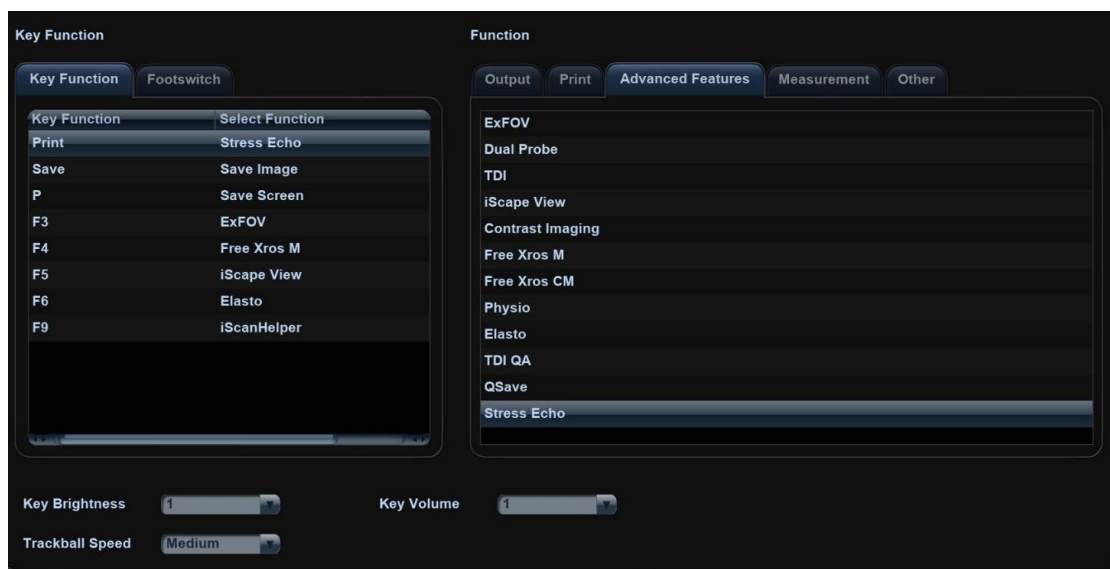 Key Function
Function
Key Function Footswitch
Output Print Advanced Features Measurement Other
Key Function Select Function
Print Stress Echo
Save Save Image
P Save Screen
F3 ExFOV
F4 Free Xros M
F5 iScape View
F6 Elasto
F9 iScanHelper
ExFOV
Dual Probe
TDI
iScape View
Contrast Imaging
Free Xros M
Free Xros CM
Physio
Elasto
TDI QA
QSave
Stress Echo
Key Brightness 1 Key Volume 1
Trackball Speed Medium